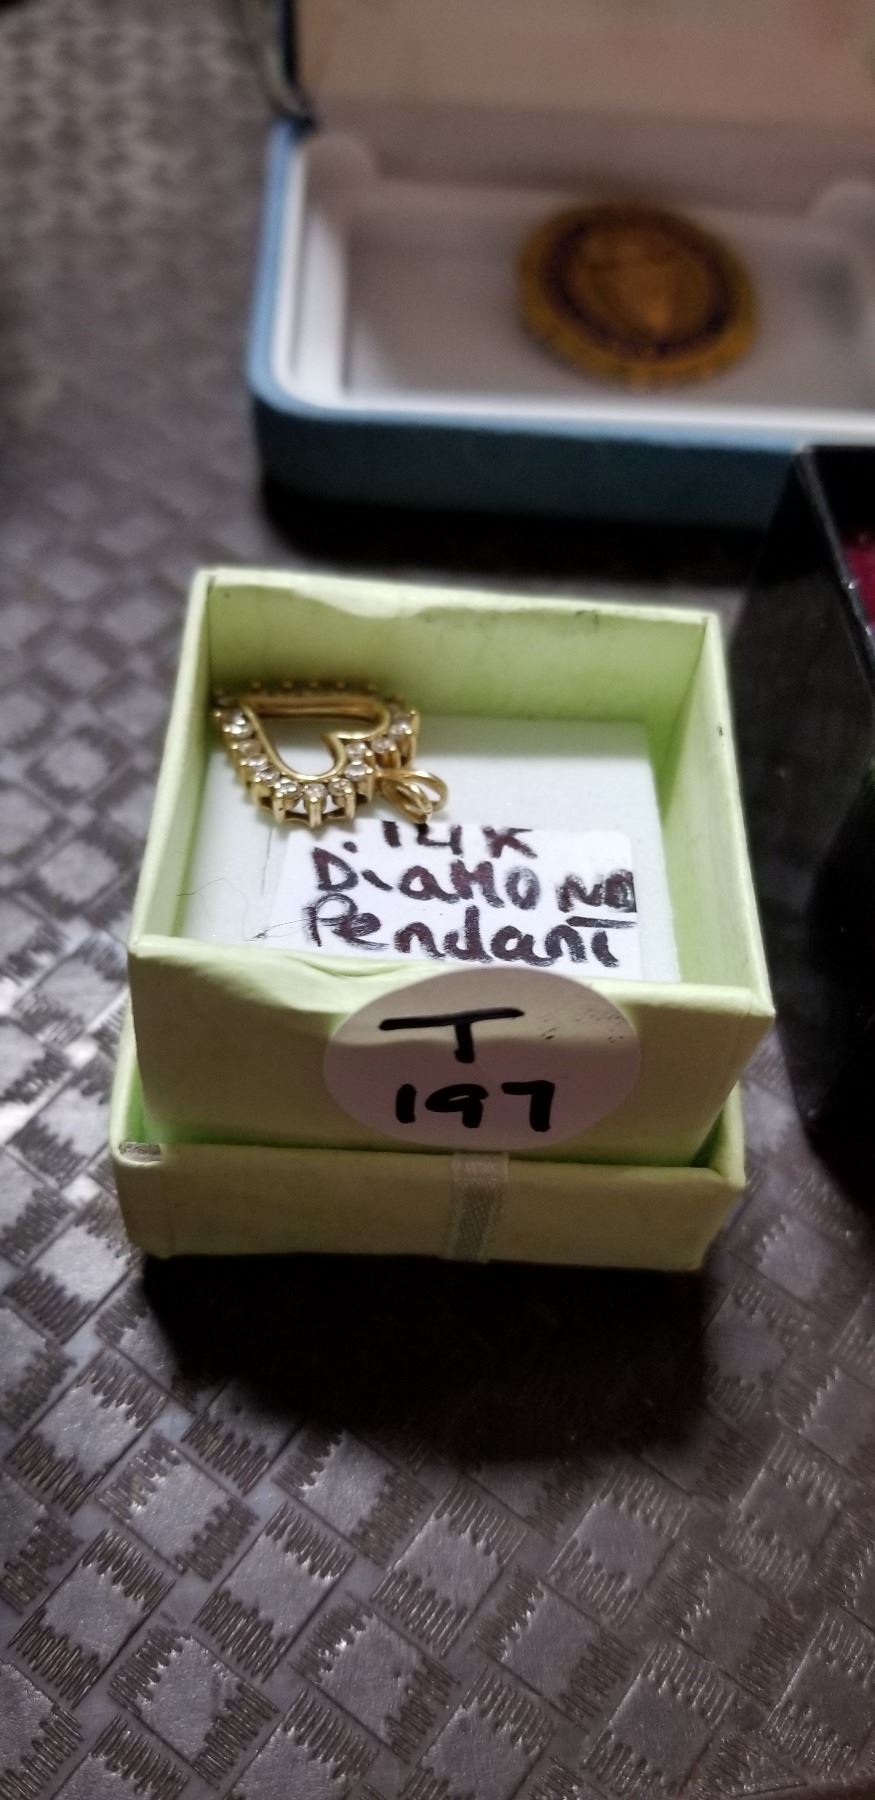 .14K
DiaMOND
Pendant
T
197